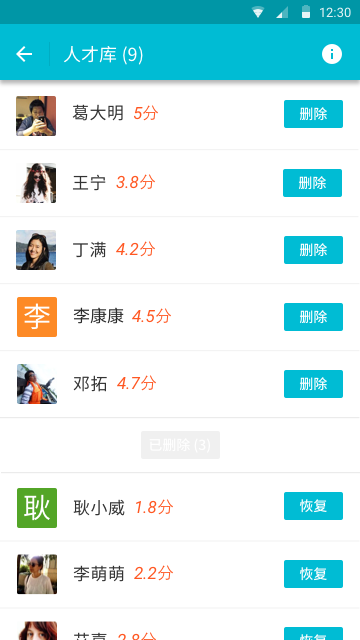 12:30
人才库 (9)
葛大明 5分 删除
王宁 3.8分 删除
丁满 4.2分 删除
李
李康康 4.5分 删除
邓拓 4.7分 删除
已删除 (3)
耿
耿小威 1.8分 恢复
李萌萌 2.2分 恢复
2.8分 恢复